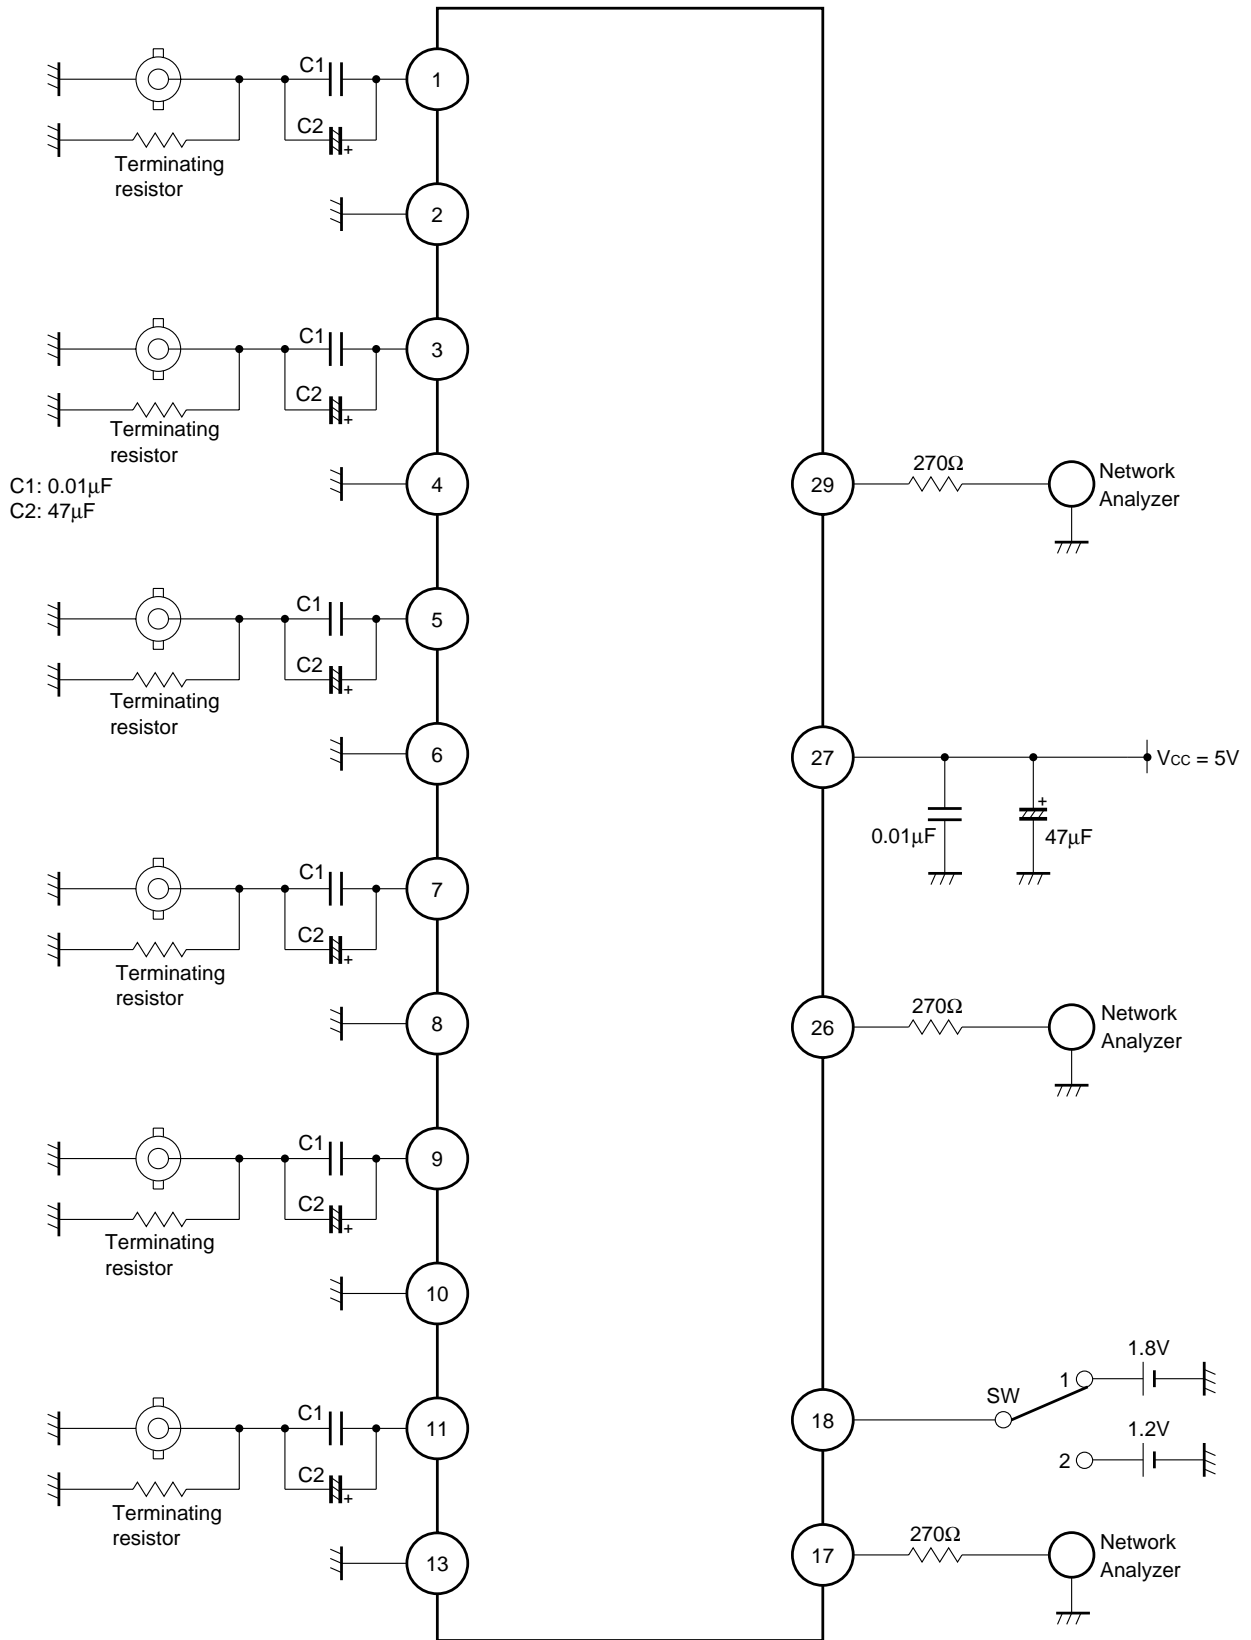 C1
1
C2
+
Terminating
resistor
2
C1
3
C2
+
Terminating
resistor
C1: 0.01μF
C2: 47μF
4
C1
5
C2
+
Terminating
resistor
6
C1
7
C2
+
Terminating
resistor
8
C1
9
C2
+
Terminating
resistor
10
C1
11
C2
+
Terminating
resistor
13
29
270Ω
Network
Analyzer
27
VCC = 5V
0.01μF
+
47μF
26
270Ω
Network
Analyzer
18
SW
1
1.8V
2
1.2V
17
270Ω
Network
Analyzer